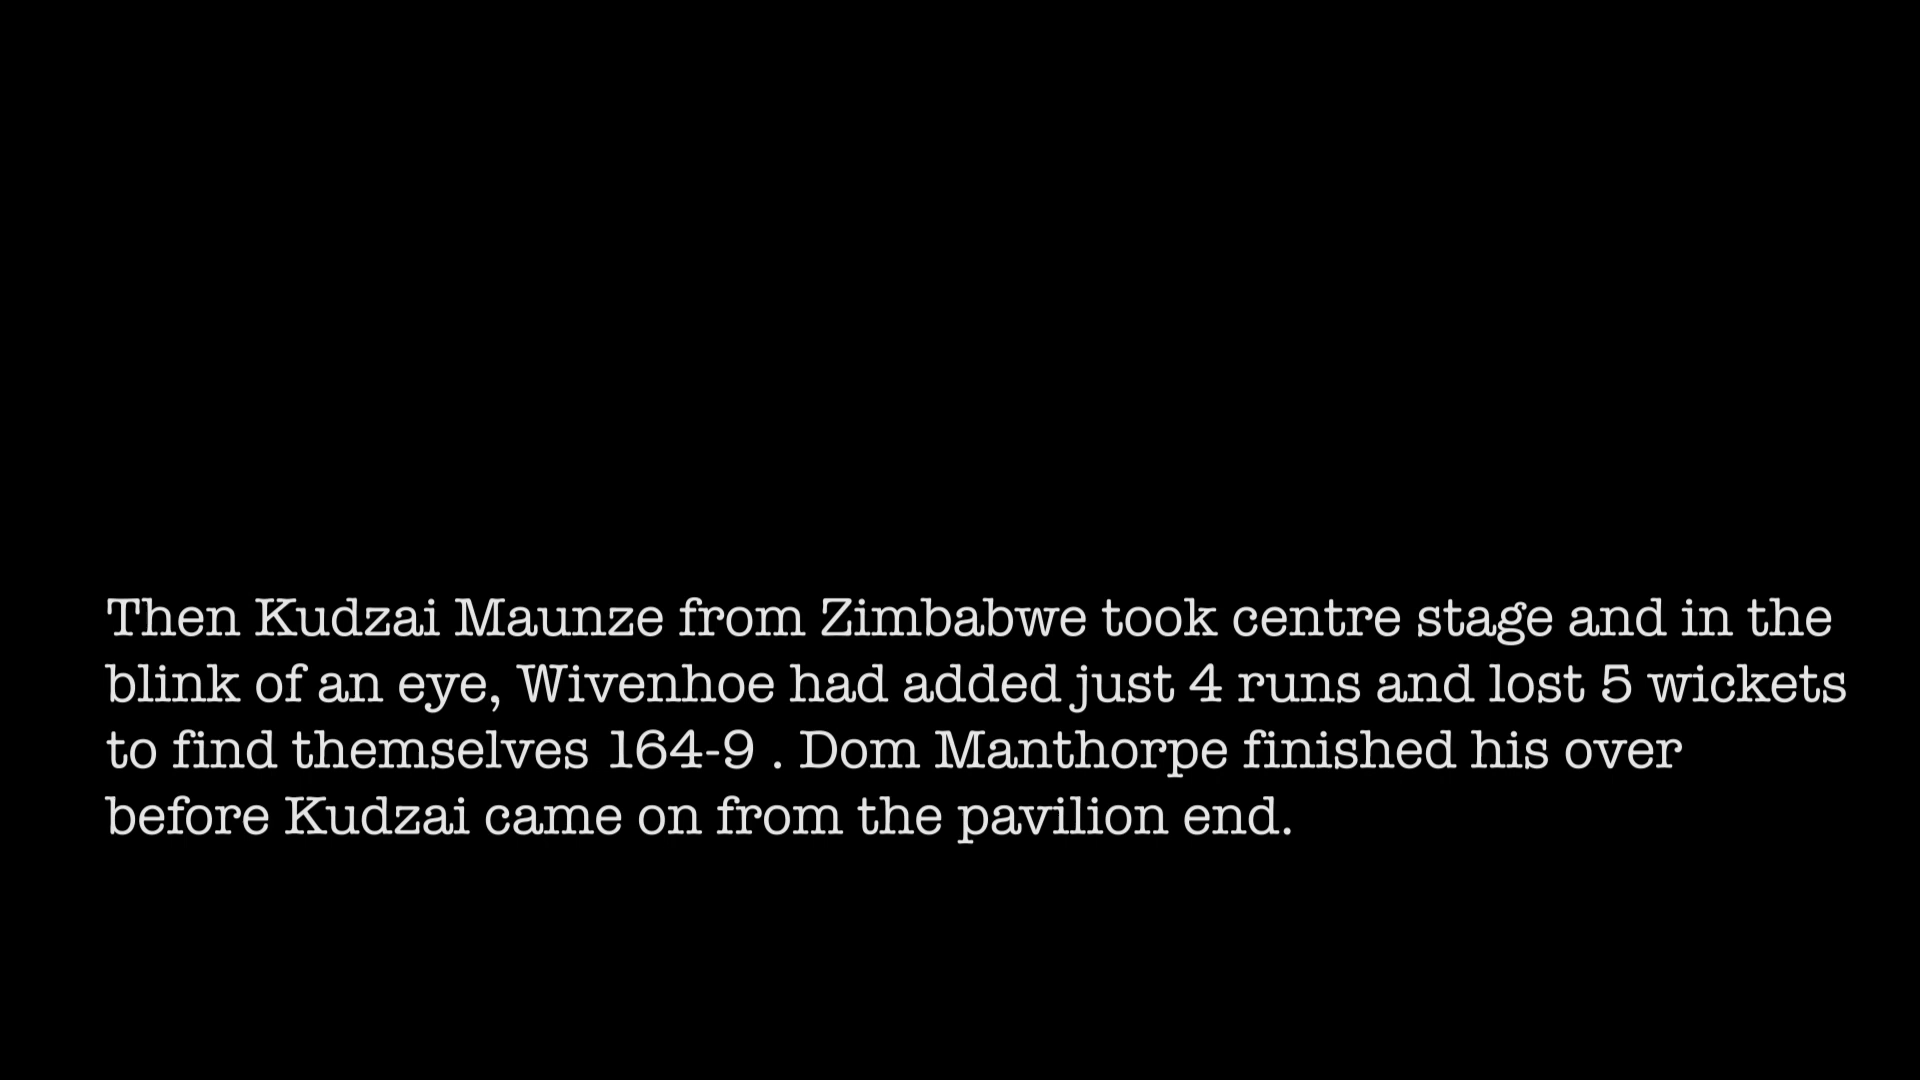 Then Kudzai Maunze from Zimbabwe took centre stage and in the
blink of an eye, Wivenhoe had added just 4 runs and lost 5 wickets
to find themselves 164-9 . Dom Manthorpe finished his over
before Kudzai came on from the pavilion end.